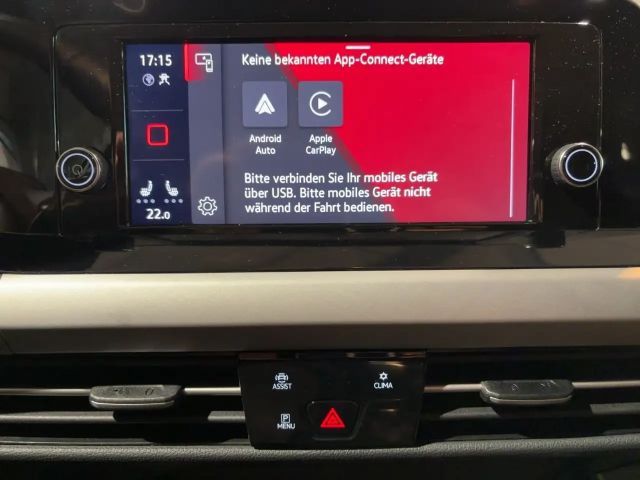 17:15
Keine bekannten App-Connect-Geräte
Android
Auto
Apple
CarPlay
Bitte verbinden Sie Ihr mobiles Gerät
über USB. Bitte mobiles Gerät nicht
während der Fahrt bedienen.
22.0
ASSIST
CLIMA
P
MENU